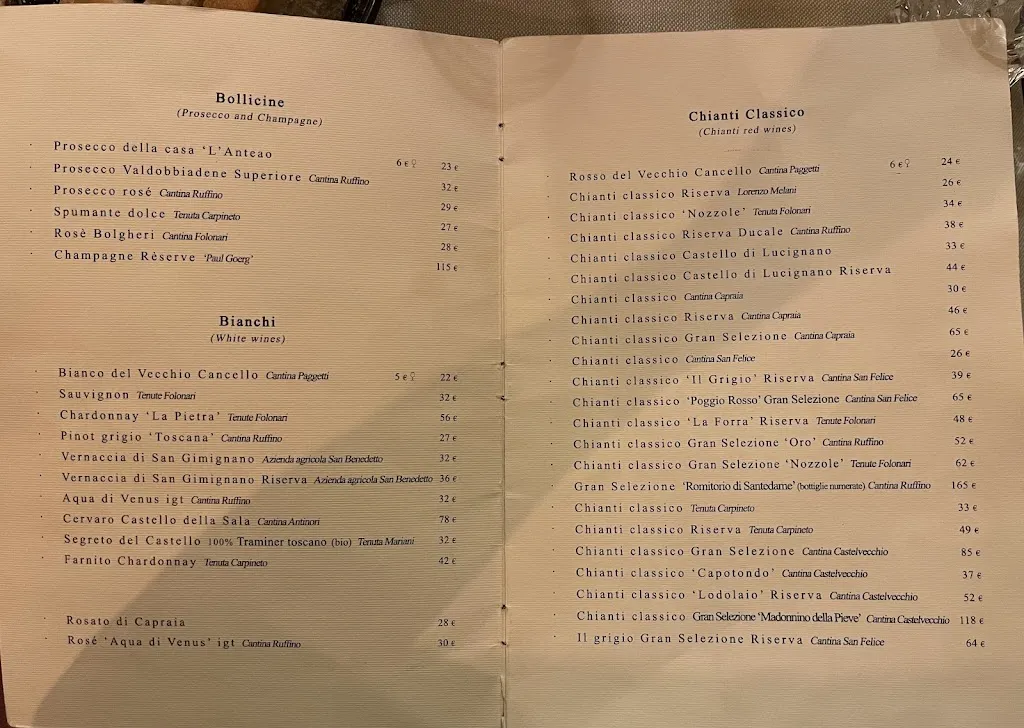 Bollicine
(Prosecco and Champagne)
Prosecco della casa 'L'Anteao 6 € 23 €
Prosecco Valdobbiadene Superiore Cantina Ruffino 32 €
Prosecco rosé Cantina Ruffino 29 €
Spumante dolce Tenuta Carpineto 27 €
Rosè Bolgheri Cantina Folonari 28 €
Champagne Rèserve 'Paul Goerg' 115 €
Bianchi
(White wines)
Bianco del Vecchio Cancello Cantina Paggetti 5 € 22 €
Sauvignon Tenute Folonari 32 €
Chardonnay 'La Pietra' Tenute Folonari 56 €
Pinot grigio 'Toscana' Cantina Ruffino 27 €
Vernaccia di San Gimignano Azienda agricola San Benedetto 32 €
Vernaccia di San Gimignano Riserva Azienda agricola San Benedetto 36 €
Aqua di Venus igt Cantina Ruffino 32 €
Cervaro Castello della Sala Cantina Antinori 78 €
Segreto del Castello 100% Traminer toscano (bio) Tenuta Mariani 32 €
Farnito Chardonnay Tenuta Carpineto 42 €
Rosato di Capraia 28 €
Rosé 'Aqua di Venus' igt Cantina Ruffino 30 €
Chianti Classico
(Chianti red wines)
Rosso del Vecchio Cancello Cantina Paggetti 6 € 24 €
Chianti classico Riserva Lorenzo Melani 26 €
Chianti classico 'Nozzole' Tenuta Folonari 34 €
Chianti classico Riserva Ducale Cantina Ruffino 38 €
Chianti classico Castello di Lucignano 33 €
Chianti classico Castello di Lucignano Riserva 44 €
Chianti classico Cantina Capraia 30 €
Chianti classico Riserva Cantina Capraia 46 €
Chianti classico Gran Selezione Cantina Capraia 65 €
Chianti classico Cantina San Felice 26 €
Chianti classico 'Il Grigio' Riserva Cantina San Felice 39 €
Chianti classico 'Poggio Rosso' Gran Selezione Cantina San Felice 65 €
Chianti classico 'La Forra' Riserva Tenute Folonari 48 €
Chianti classico Gran Selezione 'Oro' Cantina Ruffino 52 €
Chianti classico Gran Selezione 'Nozzole' Tenute Folonari 62 €
Gran Selezione 'Romitorio di Santedame' (bottiglie numerate) Cantina Ruffino 165 €
Chianti classico Tenuta Carpineto 33 €
Chianti classico Riserva Tenuta Carpineto 49 €
Chianti classico Gran Selezione Cantina Castelvecchio 85 €
Chianti classico 'Capotondo' Cantina Castelvecchio 37 €
Chianti classico 'Lodolaio' Riserva Cantina Castelvecchio 52 €
Chianti classico Gran Selezione 'Madonnino della Pieve' Cantina Castelvecchio 118 €
Il grigio Gran Selezione Riserva Cantina San Felice 64 €